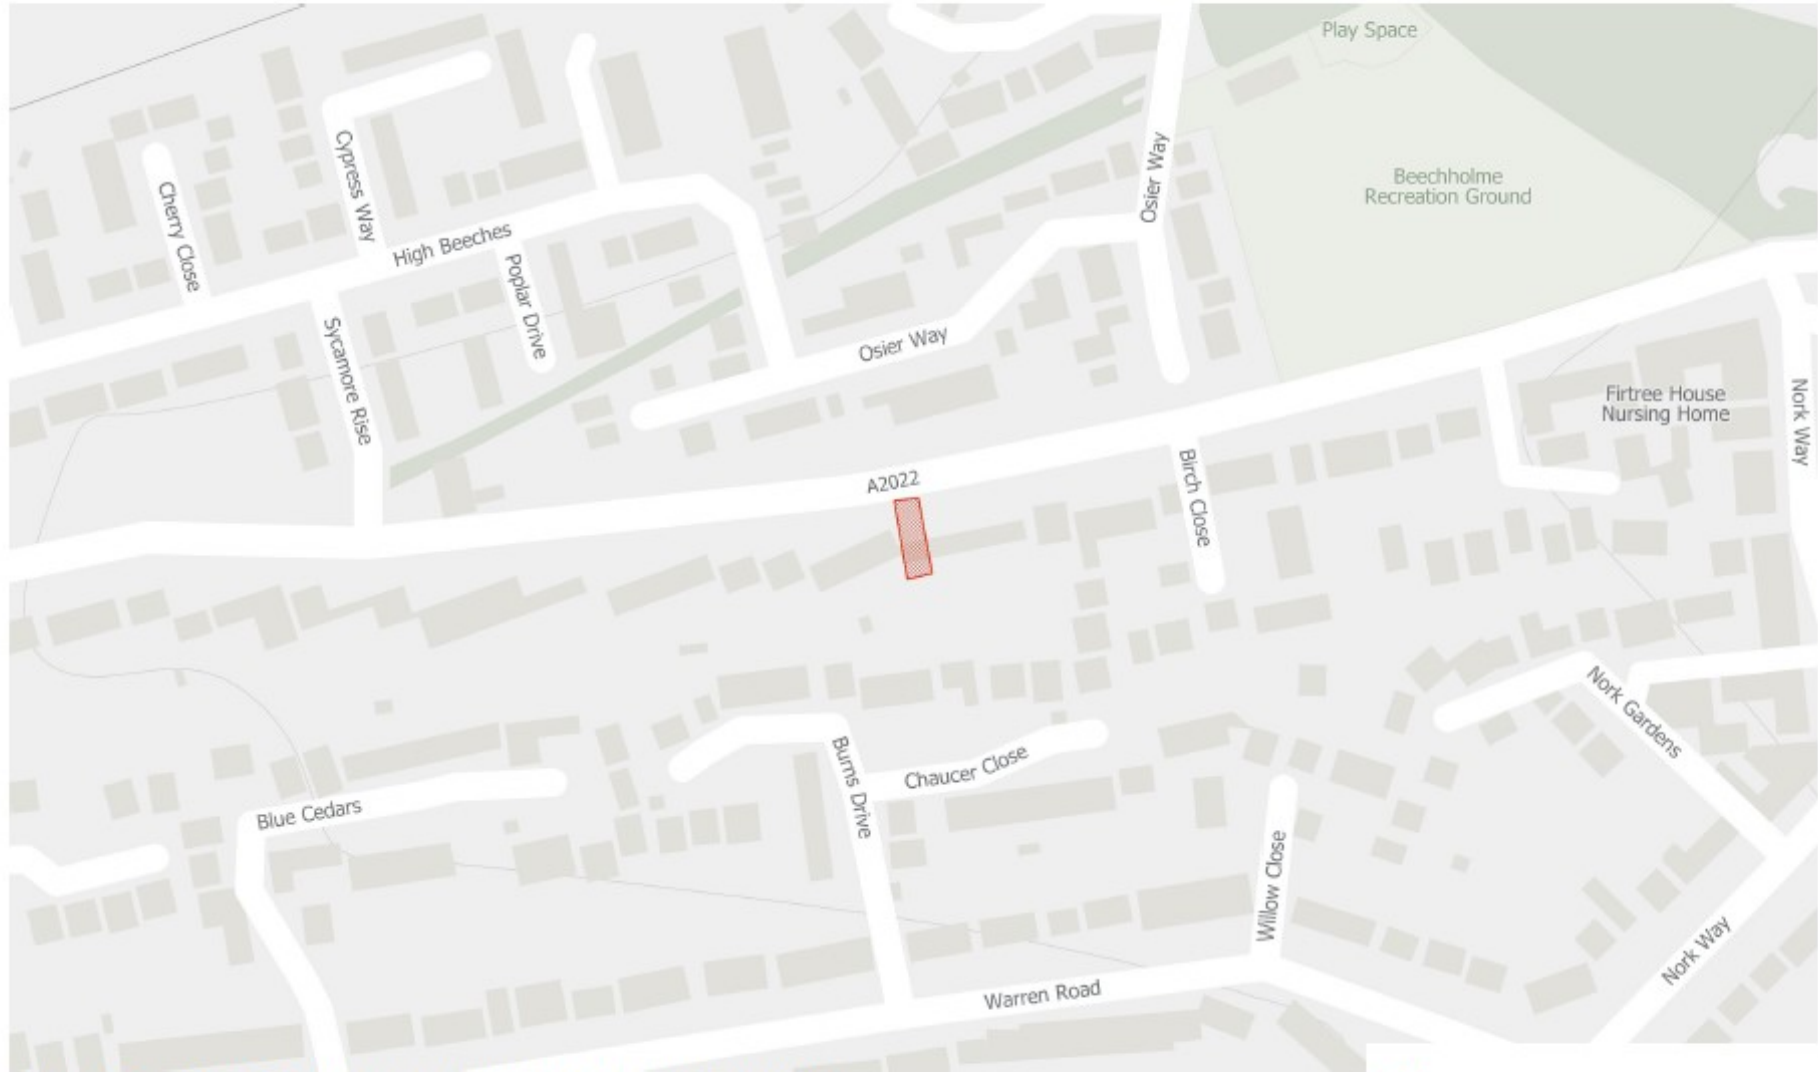 Play Space
Cypress Way
Osier Way
Beechholme
Recreation Ground
Cherry Close
High Beeches
Poplar Drive
Sycamore Rise
Osier Way
Firtree House
Nursing Home
Nork Way
A2022
Birch Close
Nork Gardens
Burns Drive
Chaucer Close
Blue Cedars
Willow Close
Nork Way
Warren Road